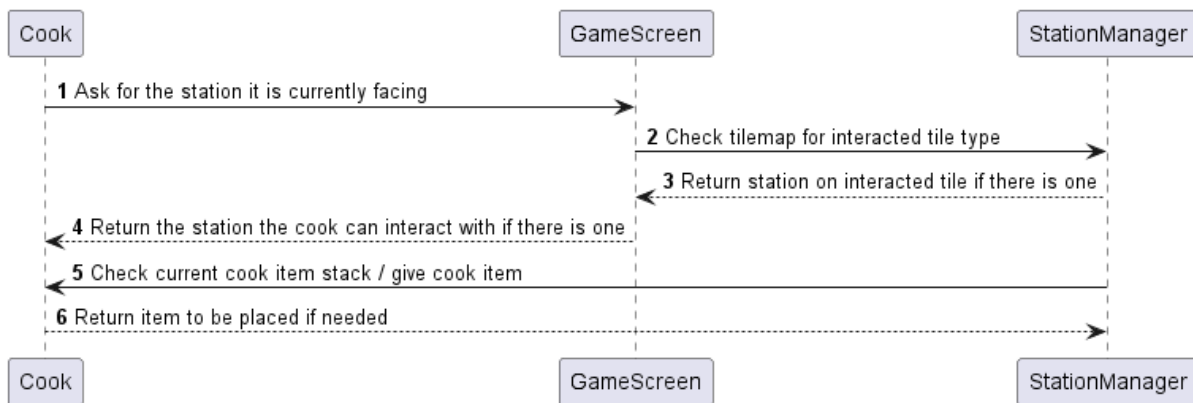 Cook GameScreen StationManager
1 Ask for the station it is currently facing
2 Check tilemap for interacted tile type
3 Return station on interacted tile if there is one
4 Return the station the cook can interact with if there is one
5 Check current cook item stack / give cook item
6 Return item to be placed if needed
Cook GameScreen StationManager